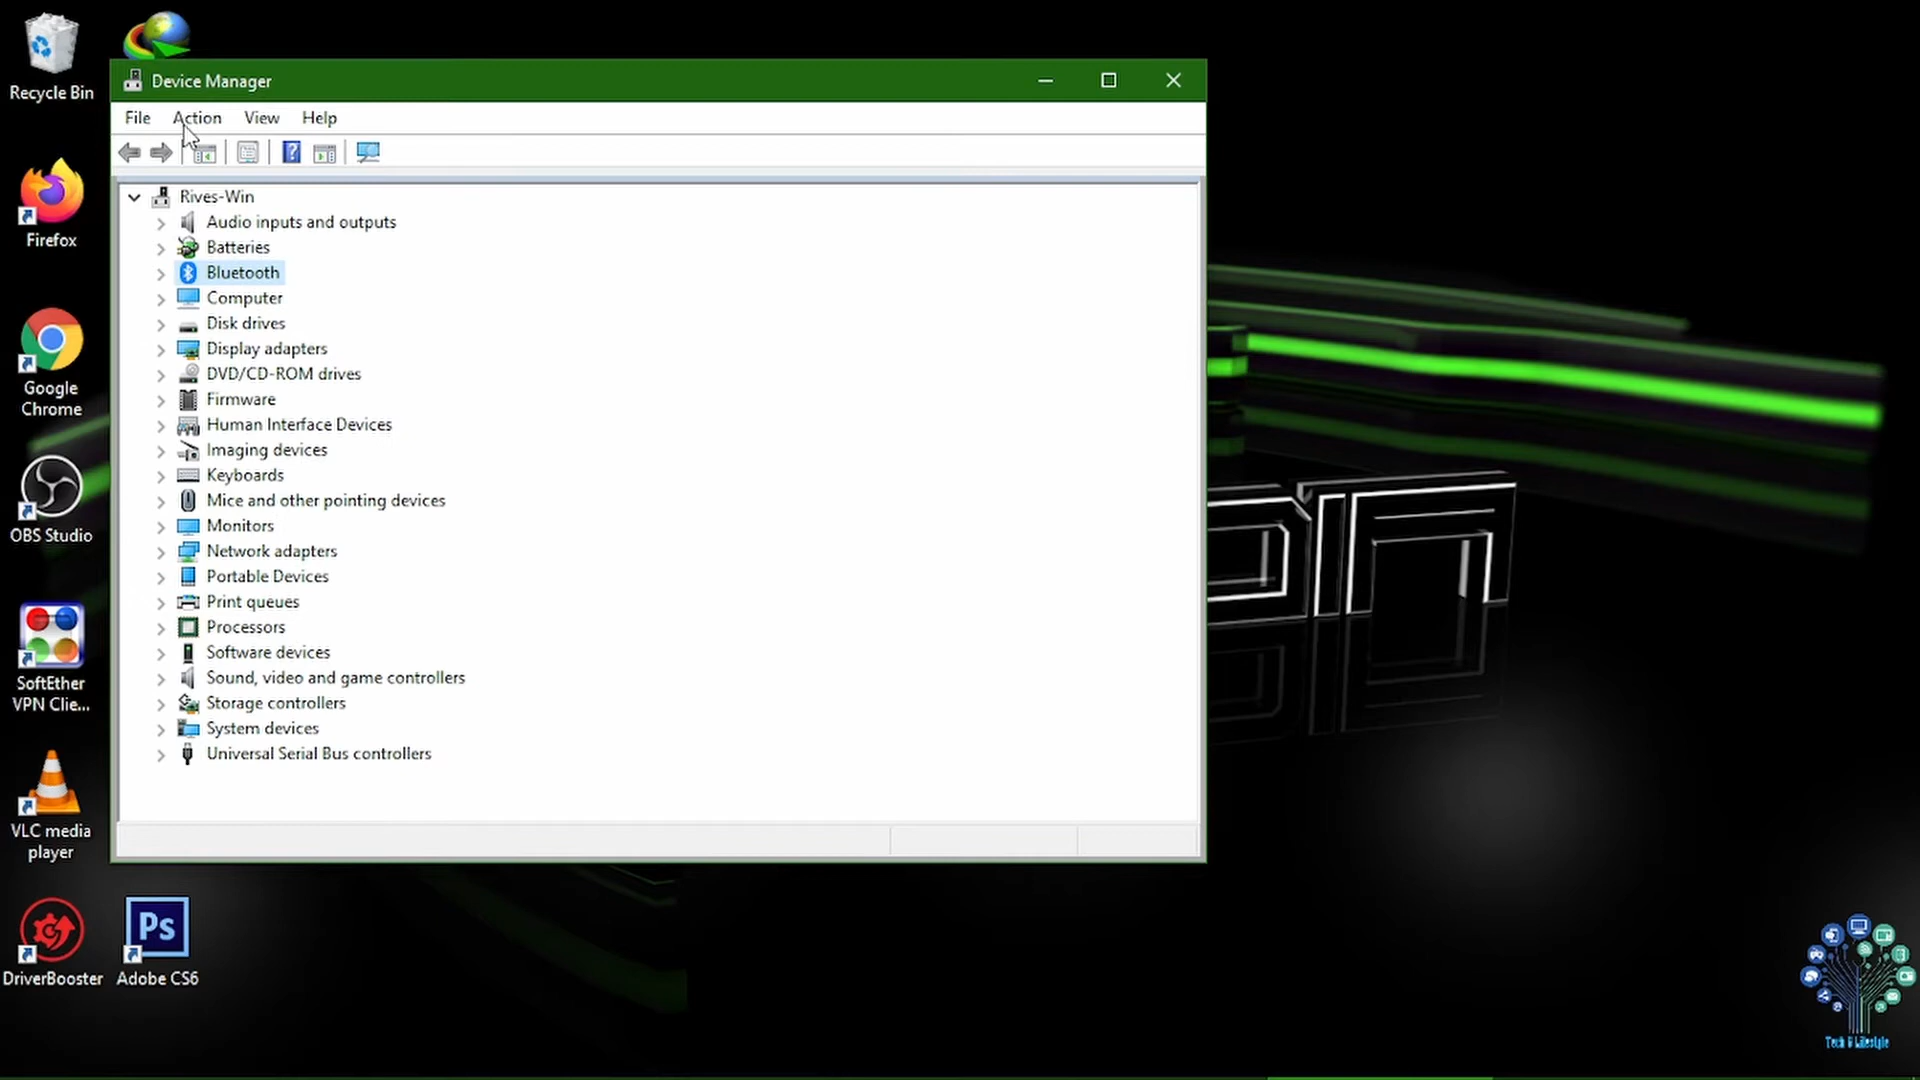 Recycle Bin
Firefox
Google
Chrome
OBS Studio
SoftEther
VPN Clie...
VLC media
player
DriverBooster
Ps
Adobe CS6
Device Manager
File Action View Help
Rives-Win
Audio inputs and outputs
Batteries
Bluetooth
Computer
Disk drives
Display adapters
DVD/CD-ROM drives
Firmware
Human Interface Devices
Imaging devices
Keyboards
Mice and other pointing devices
Monitors
Network adapters
Portable Devices
Print queues
Processors
Software devices
Sound, video and game controllers
Storage controllers
System devices
Universal Serial Bus controllers
Tech & Lifestyle